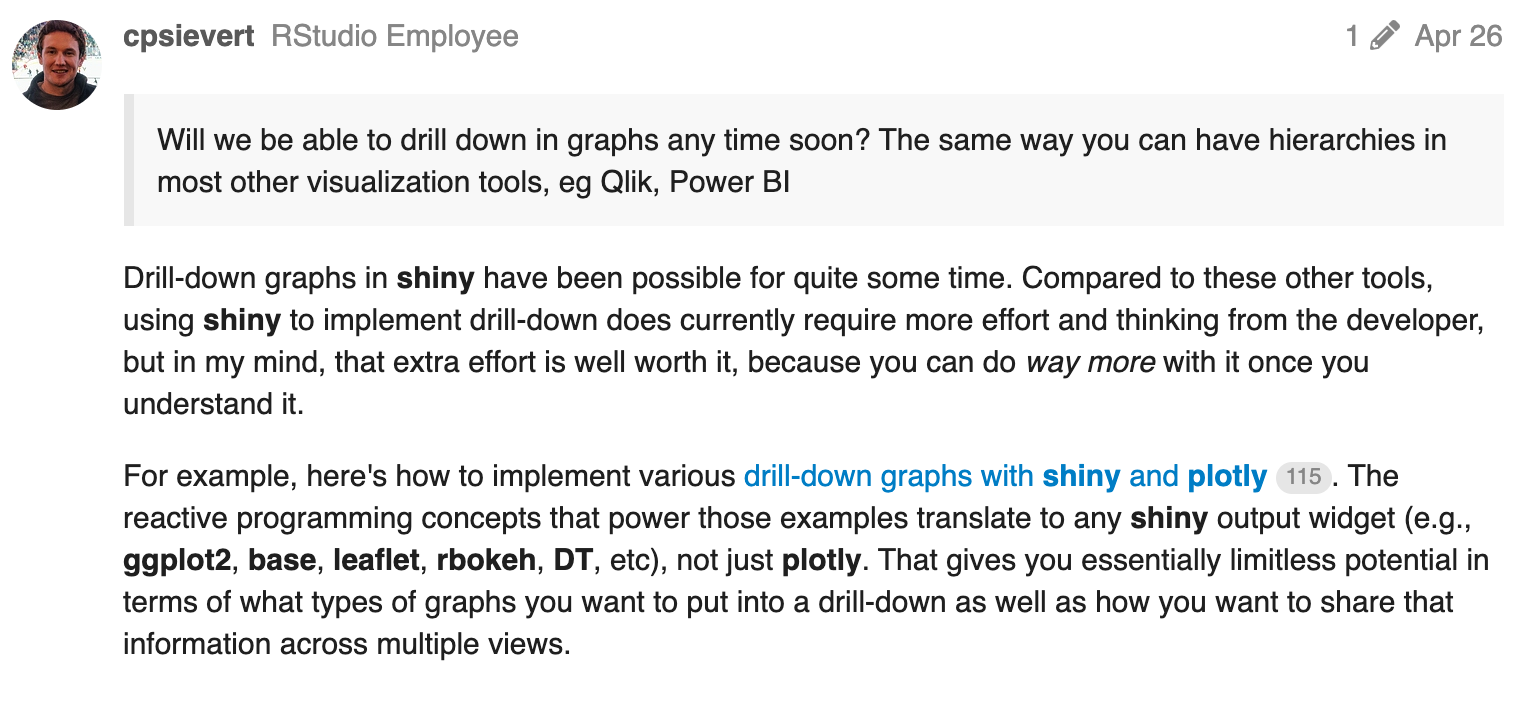 cpsievert RStudio Employee 1 Apr 26
Will we be able to drill down in graphs any time soon? The same way you can have hierarchies in
most other visualization tools, eg Qlik, Power BI
Drill-down graphs in shiny have been possible for quite some time. Compared to these other tools,
using shiny to implement drill-down does currently require more effort and thinking from the developer,
but in my mind, that extra effort is well worth it, because you can do way more with it once you
understand it.
For example, here's how to implement various drill-down graphs with shiny and plotly 115. The
reactive programming concepts that power those examples translate to any shiny output widget (e.g.,
ggplot2, base, leaflet, rbokeh, DT, etc), not just plotly. That gives you essentially limitless potential in
terms of what types of graphs you want to put into a drill-down as well as how you want to share that
information across multiple views.